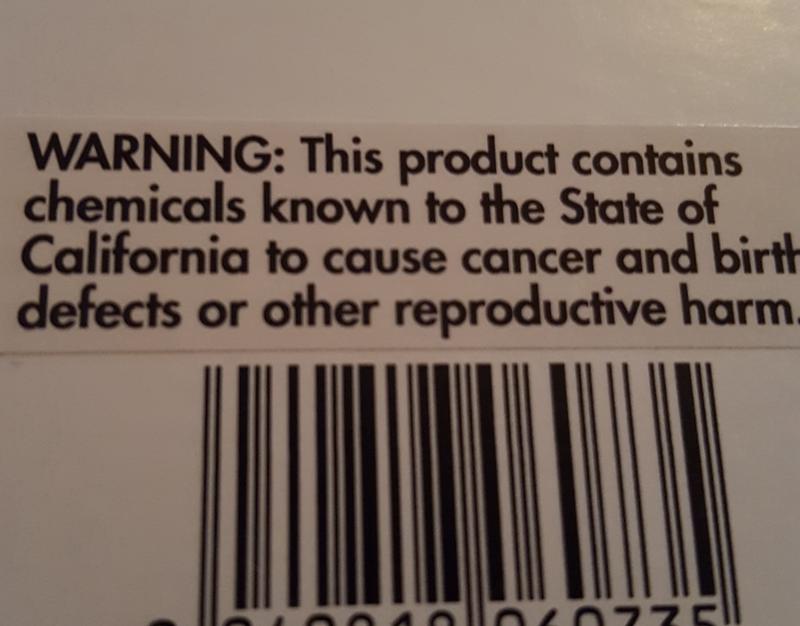 WARNING: This product contains
chemicals known to the State of
California to cause cancer and birth
defects or other reproductive harm.